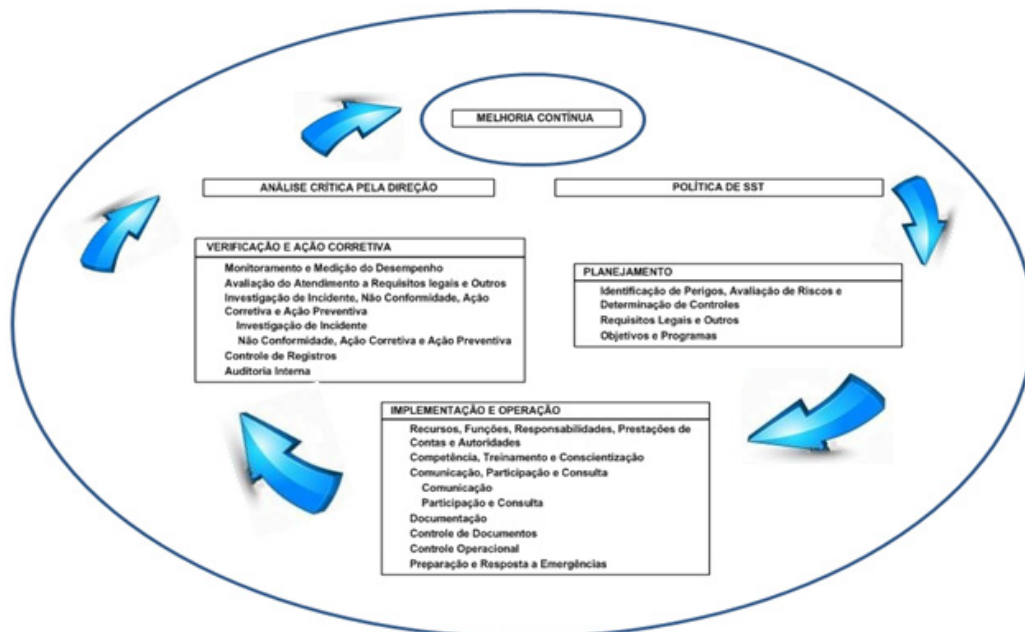 MELHORIA CONTÍNUA
ANÁLISE CRÍTICA PELA DIREÇÃO
POLÍTICA DE SST
VERIFICAÇÃO E AÇÃO CORRETIVA
Monitoramento e Medição do Desempenho
Avaliação do Atendimento a Requisitos legais e Outros
Investigação de Incidente, Não Conformidade, Ação
Corretiva e Ação Preventiva
Investigação de Incidente
Não Conformidade, Ação Corretiva e Ação Preventiva
Controle de Registros
Auditoria Interna
PLANEJAMENTO
Identificação de Perigos, Avaliação de Riscos e
Determinação de Controles
Requisitos Legais e Outros
Objetivos e Programas
IMPLEMENTAÇÃO E OPERAÇÃO
Recursos, Funções, Responsabilidades, Prestações de
Contas e Autoridades
Competência, Treinamento e Conscientização
Comunicação, Participação e Consulta
Comunicação
Participação e Consulta
Documentação
Controle de Documentos
Controle Operacional
Preparação e Resposta a Emergências